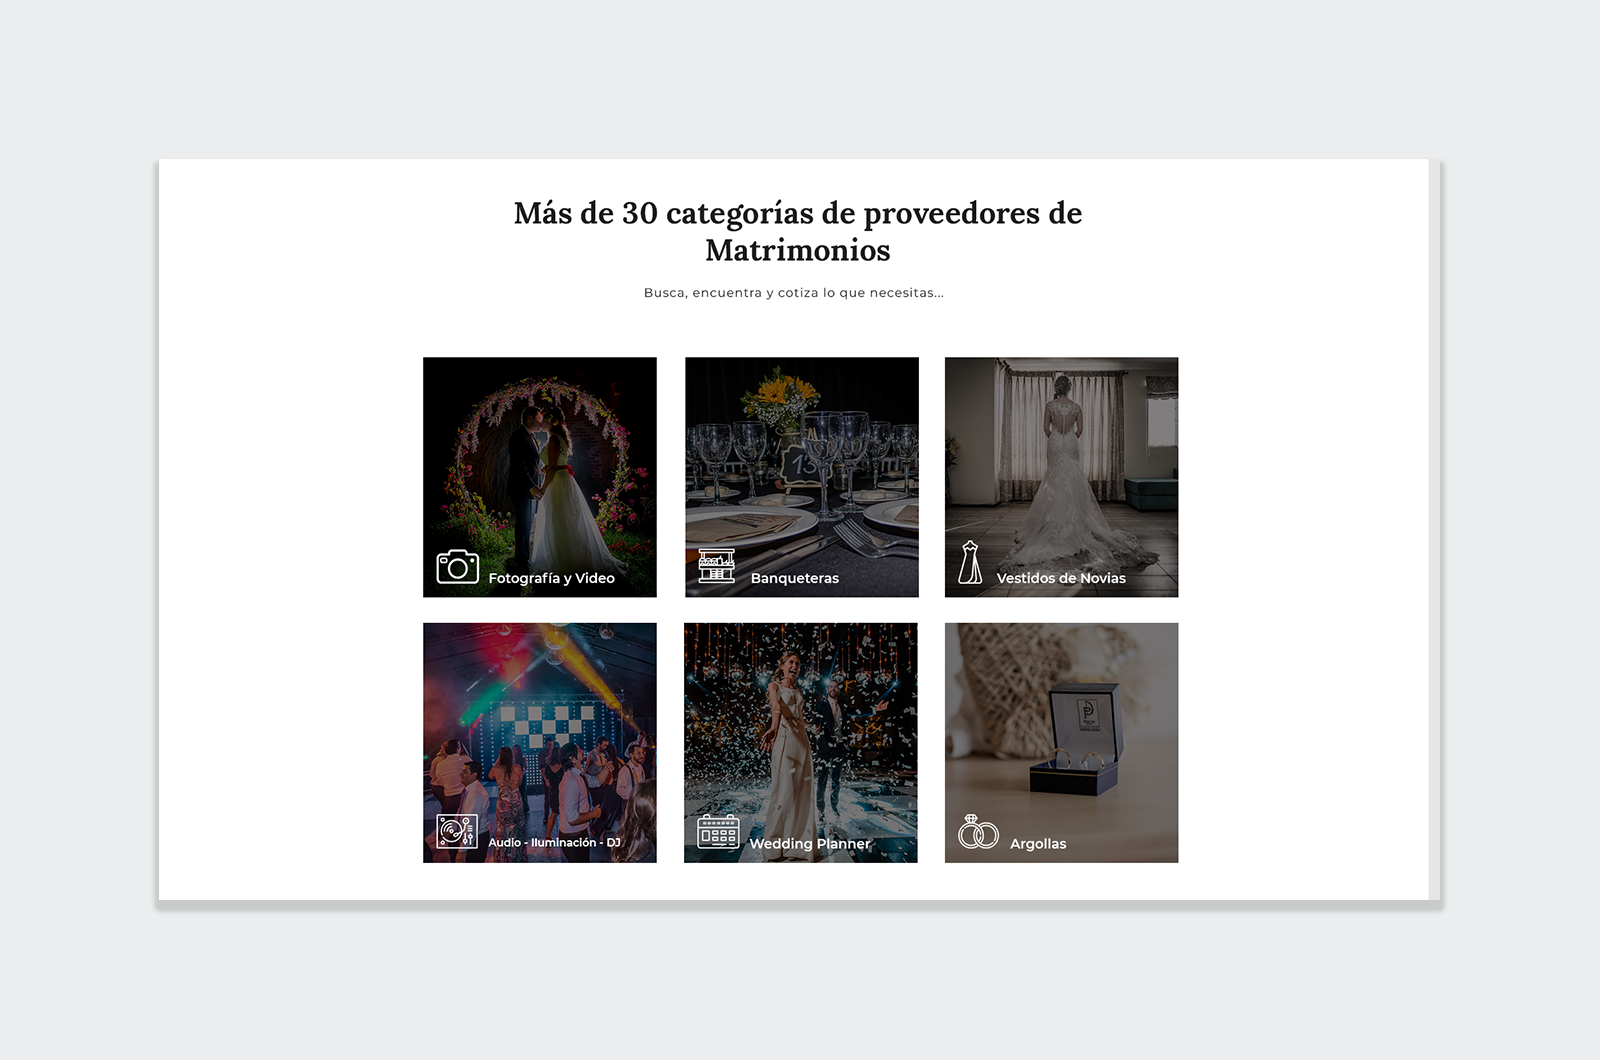 Más de 30 categorías de proveedores de
Matrimonios
Busca, encuentra y cotiza lo que necesitas...
Fotografía y Video
13
Banqueteras
Vestidos de Novias
Audio - Iluminación - DJ
Wedding Planner
Argollas